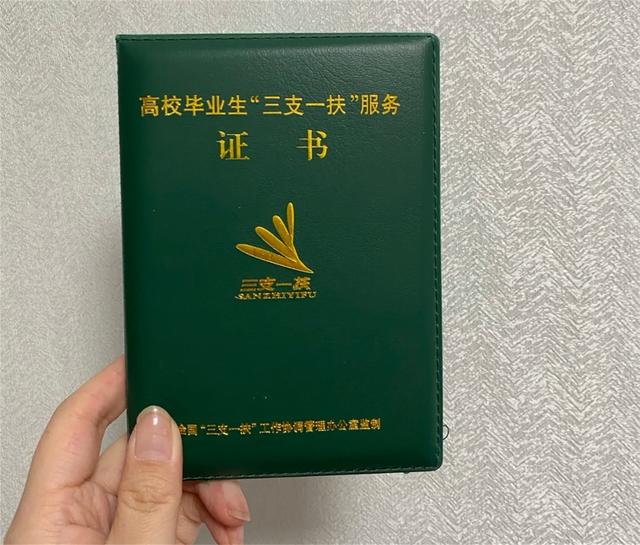 高校毕业生“三支一扶”服务
证 书
三支一扶
SANZHIYIFU
全国“三支一扶”工作协调管理办公室监制